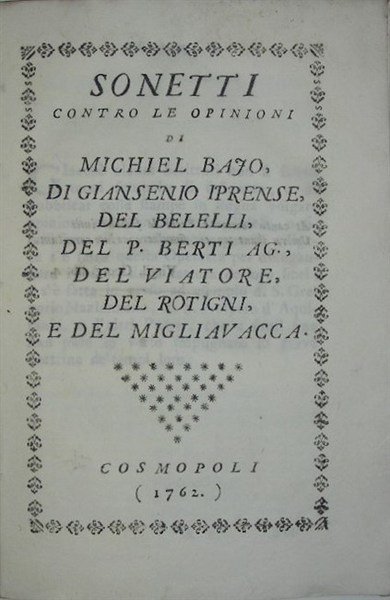 SONETTI
CONTRO LE OPINIONI
DI
MICHIEL BAJO,
DI GIANSENIO IPRENSE,
DEL BELELLI,
DEL P. BERTI AG.,
DEL VIATORE,
DEL ROTIGNI,
E DEL MIGLIAVACCA.
COSMOPOLI
( 1762. )